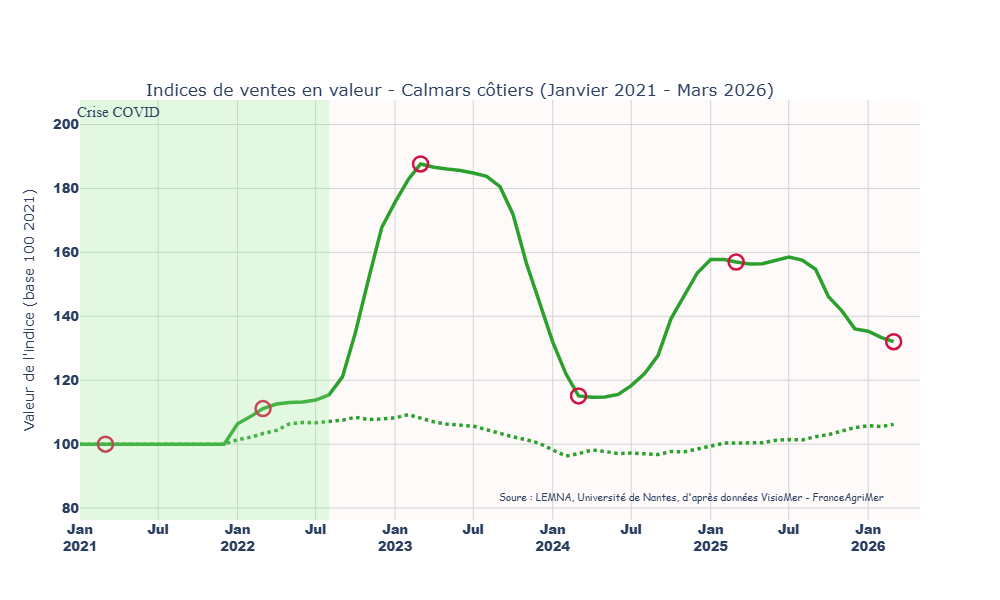 Indices de ventes en valeur - Calmars côtiers (Janvier 2021 - Mars 2026)
Crise COVID
Valeur de l'indice (base 100 2021)
200
180
160
140
120
100
80
Soure : LEMNA, Université de Nantes, d'après données VisioMer - FranceAgriMer
Jan Jul Jan Jul Jan Jul Jan Jul Jan Jul Jan
2021 2022 2023 2024 2025 2026